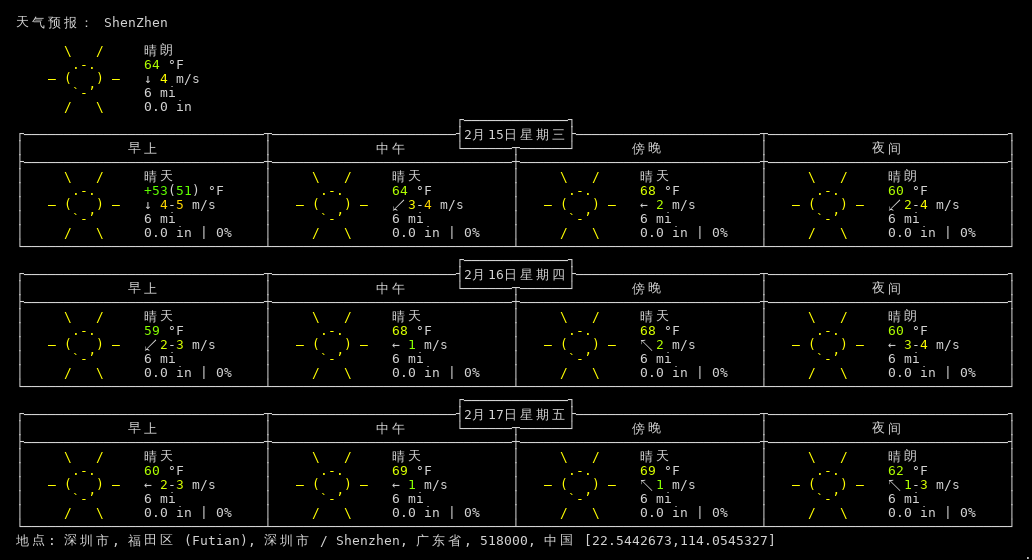 天气预报： ShenZhen
晴朗
64 °F
↓ 4 m/s
6 mi
0.0 in
2月15日星期三
早上 中午 傍晚 夜间
晴天 晴天 晴天 晴朗
+53(51) °F 64 °F 68 °F 60 °F
↓ 4-5 m/s ↙ 3-4 m/s ← 2 m/s ↙ 2-4 m/s
6 mi 6 mi 6 mi 6 mi
0.0 in | 0% 0.0 in | 0% 0.0 in | 0% 0.0 in | 0%
2月16日星期四
早上 中午 傍晚 夜间
晴天 晴天 晴天 晴朗
59 °F 68 °F 68 °F 60 °F
↙ 2-3 m/s ← 1 m/s ↖ 2 m/s ← 3-4 m/s
6 mi 6 mi 6 mi 6 mi
0.0 in | 0% 0.0 in | 0% 0.0 in | 0% 0.0 in | 0%
2月17日星期五
早上 中午 傍晚 夜间
晴天 晴天 晴天 晴朗
60 °F 69 °F 69 °F 62 °F
← 2-3 m/s ← 1 m/s ↖ 1 m/s ↖ 1-3 m/s
6 mi 6 mi 6 mi 6 mi
0.0 in | 0% 0.0 in | 0% 0.0 in | 0% 0.0 in | 0%
地点: 深圳市, 福田区 (Futian), 深圳市 / Shenzhen, 广东省, 518000, 中国 [22.5442673,114.0545327]